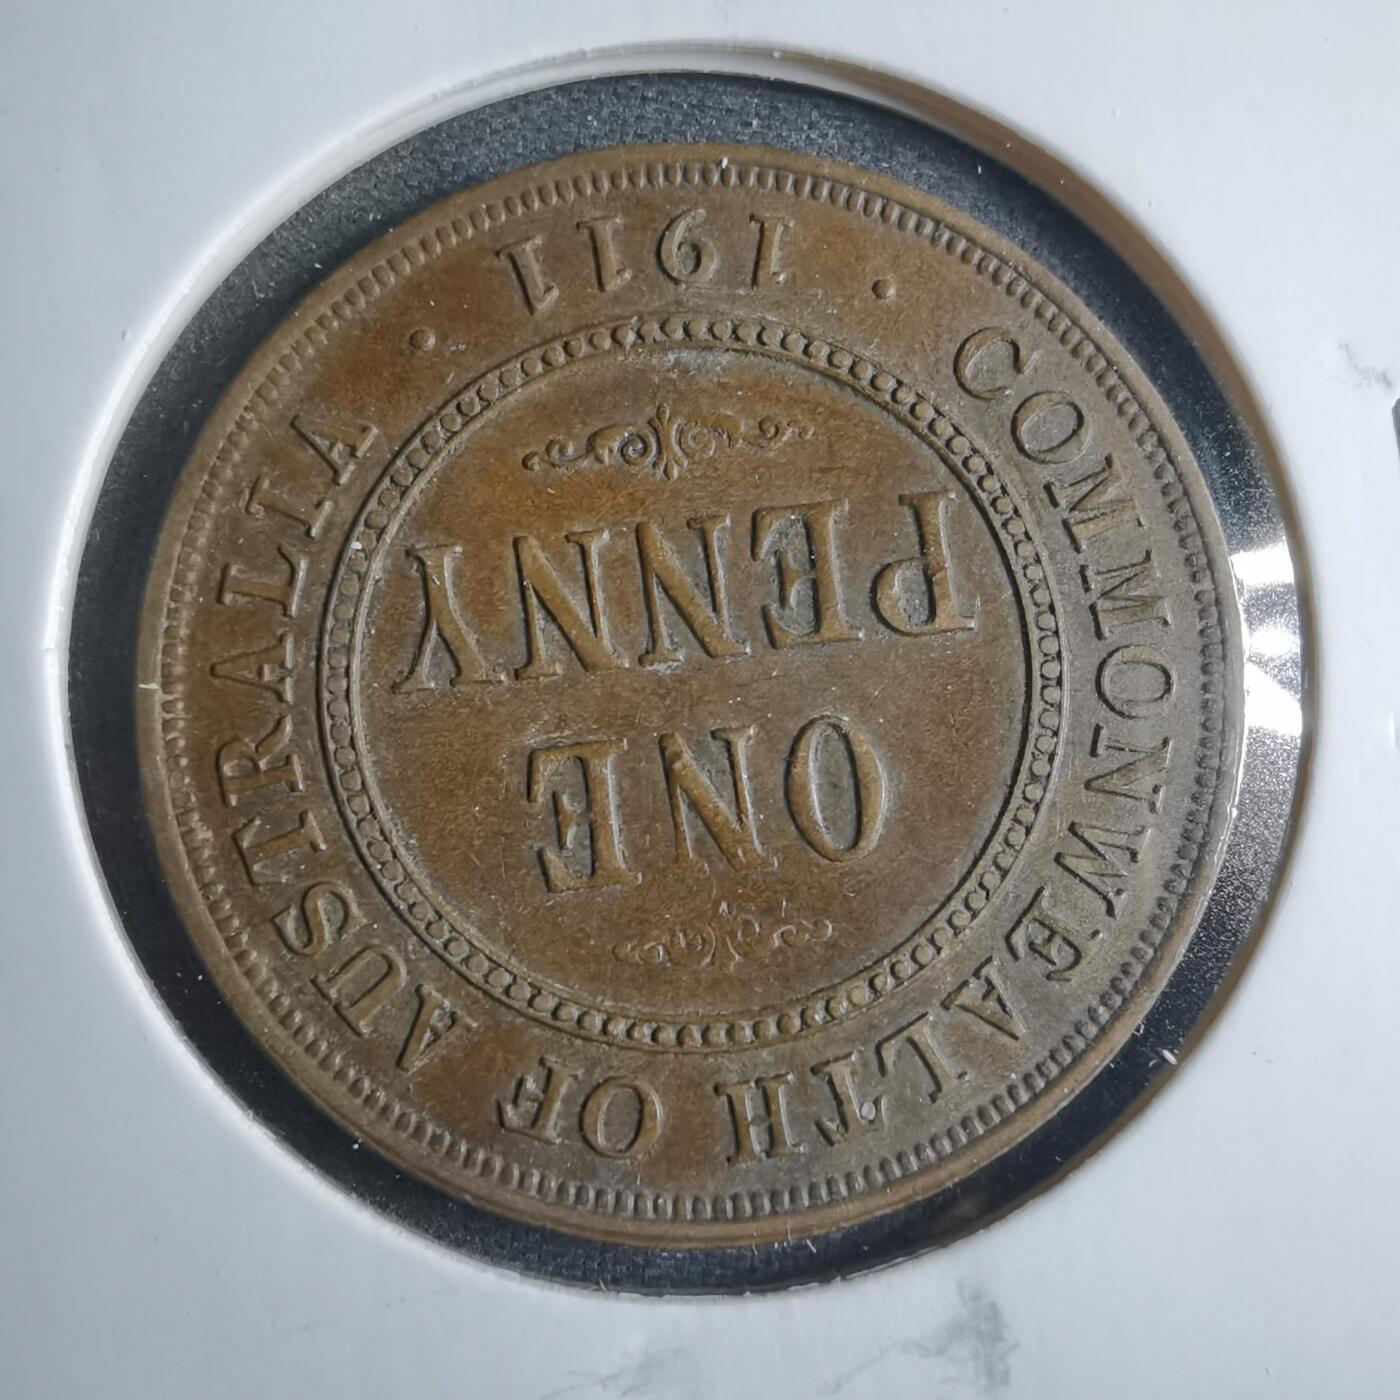 COMMONWEALTH OF AUSTRALIA
ONE
PENNY
· 1911 ·